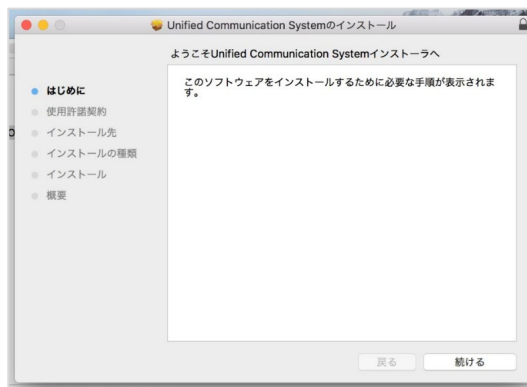 Unified Communication Systemのインストール
ようこそUnified Communication Systemインストーラへ
はじめに
使用許諾契約
インストール先
インストールの種類
インストール
概要
このソフトウェアをインストールするために必要な手順が表示されま
す。
戻る
続ける